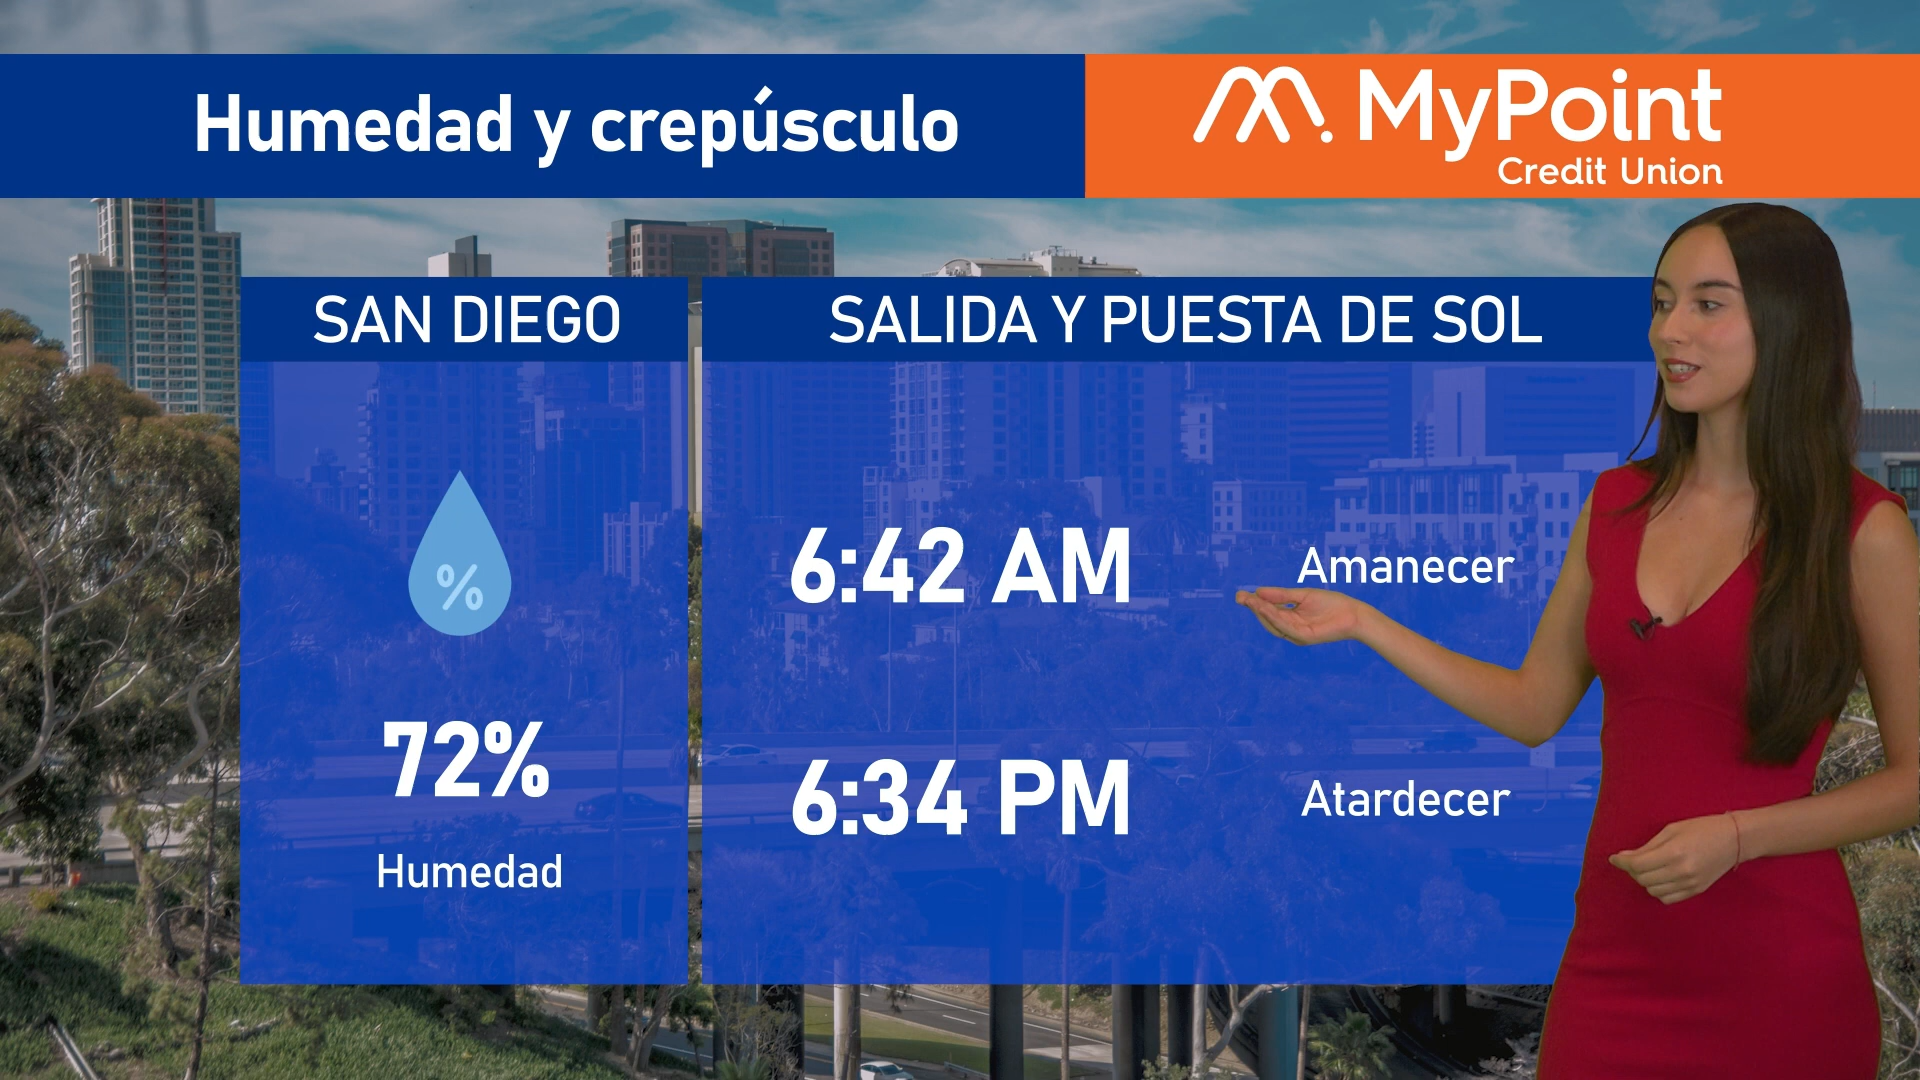 Humedad y crepúsculo
MyPoint
Credit Union
SAN DIEGO
%
72%
Humedad
SALIDA Y PUESTA DE SOL
6:42 AM Amanecer
6:34 PM Atardecer